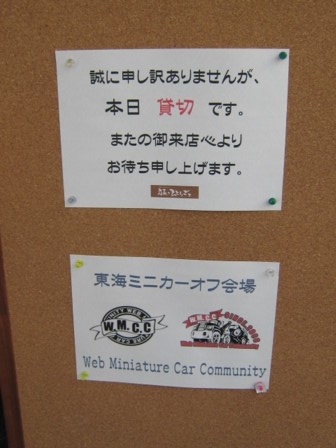 誠に申し訳ありませんが、
本日 貸切 です。
またの御来店心より
お待ち申し上げます。
東海ミニカーオフ会場
W.M.C.C
W.M.C.C
Web Miniature Car Community